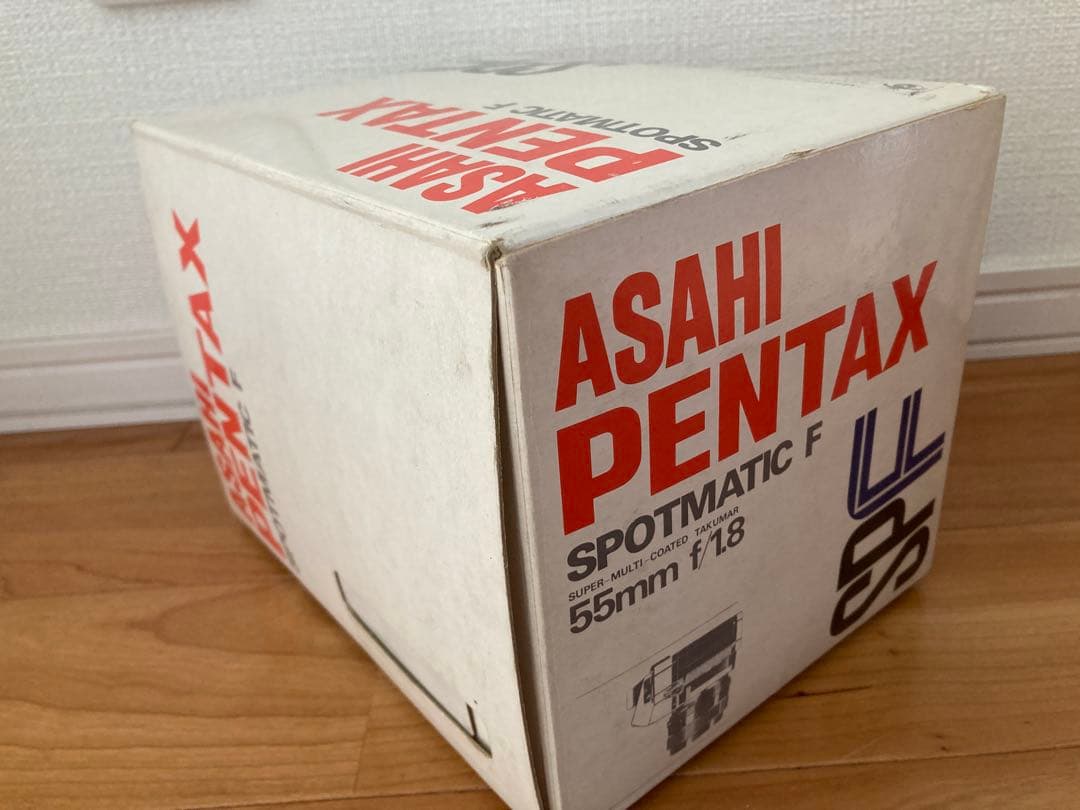 ASAHI
PENTAX
SPOTMATIC F
ASAHI
PENTAX
SPOTMATIC F
ASAHI
PENTAX
SPOTMATIC F
SUPER-MULTI-COATED TAKUMAR
55mm f/1.8
SPF